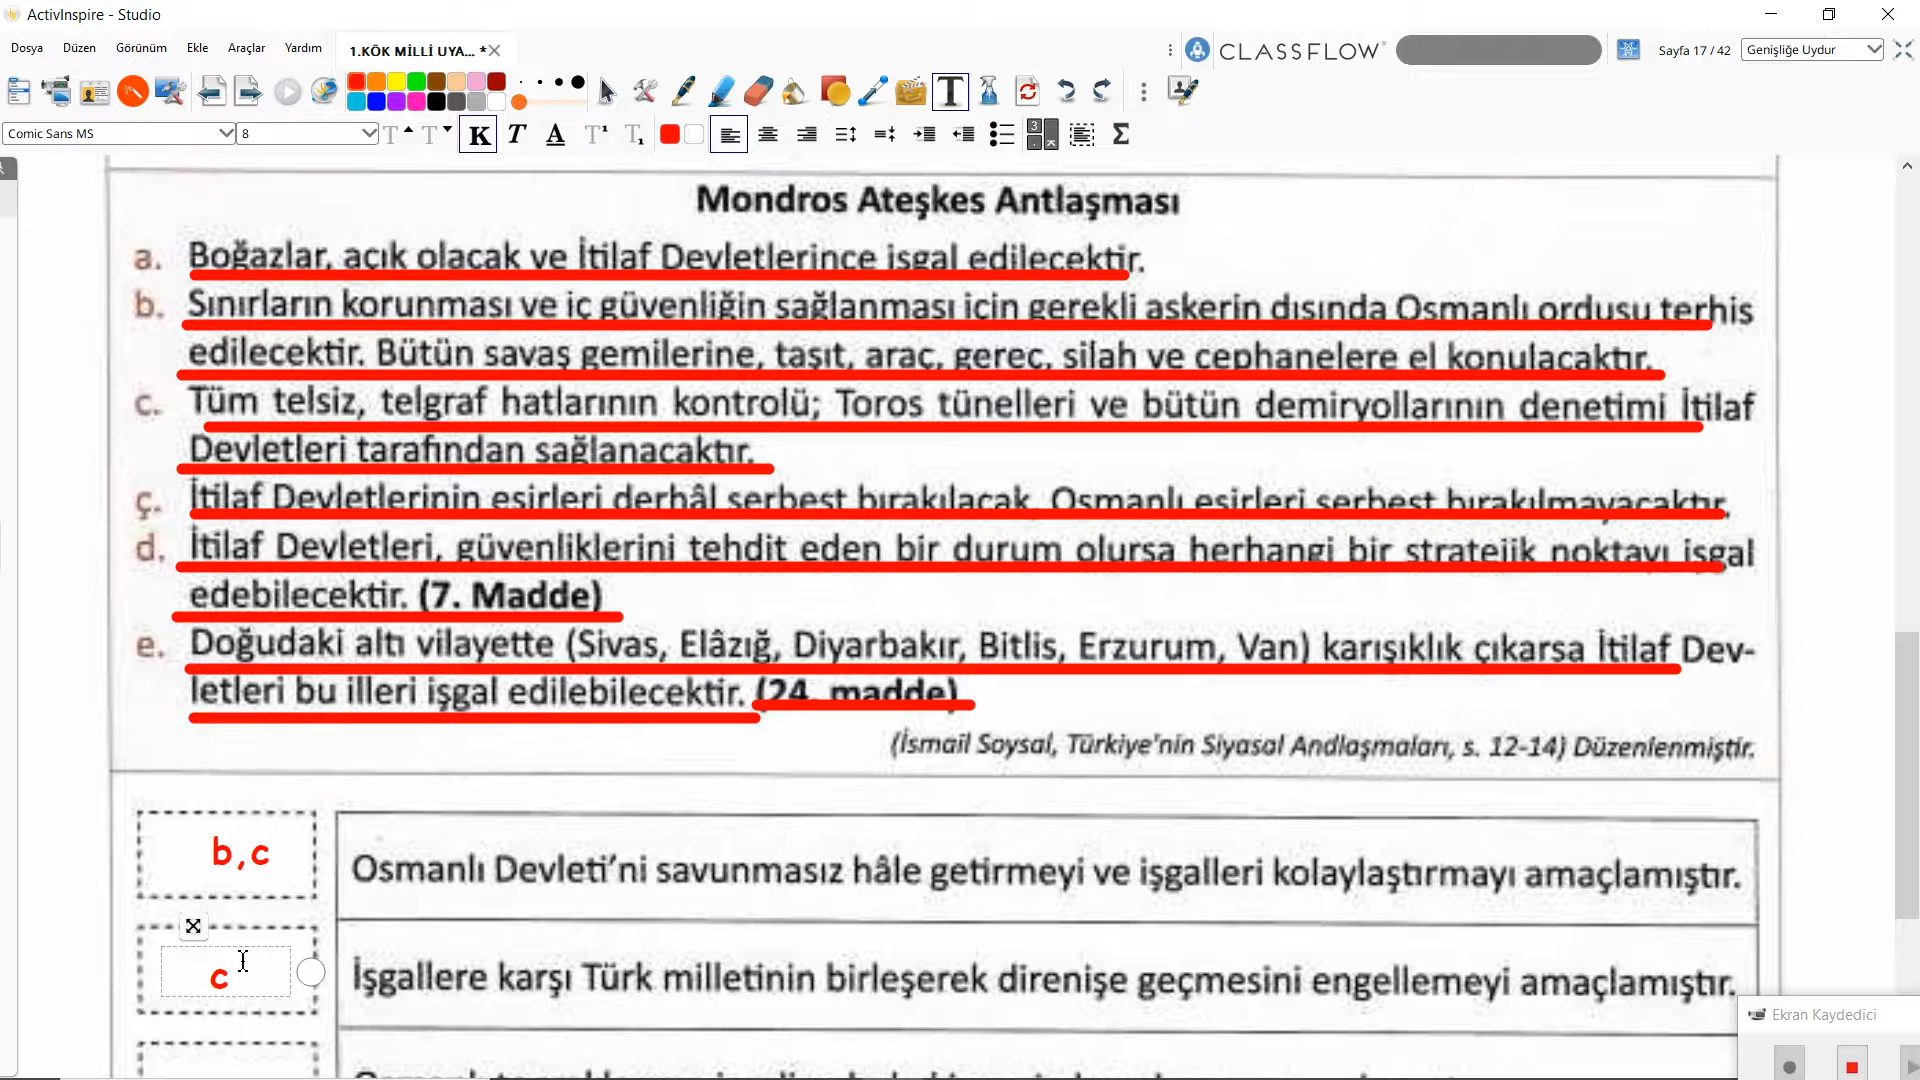 ActivInspire - Studio
Dosya Düzen Görünüm Ekle Araçlar Yardım
1.KÖK MİLLİ UYA... *
CLASSFLOW
Sayfa 17 / 42
Genişliğe Uydur
Comic Sans MS
8
Mondros Ateşkes Antlaşması
a. Boğazlar, açık olacak ve İtilaf Devletlerince işgal edilecektir.
b. Sınırların korunması ve iç güvenliğin sağlanması için gerekli askerin dışında Osmanlı ordusu terhis
edilecektir. Bütün savaş gemilerine, taşıt, araç, gereç, silah ve cephanelere el konulacaktır.
c. Tüm telsiz, telgraf hatlarının kontrolü; Toros tünelleri ve bütün demiryollarının denetimi İtilaf
Devletleri tarafından sağlanacaktır.
ç. İtilaf Devletlerinin esirleri derhâl serbest bırakılacak, Osmanlı esirleri serbest bırakılmayacaktır.
d. İtilaf Devletleri, güvenliklerini tehdit eden bir durum olursa herhangi bir stratejik noktayı işgal
edebilecektir. (7. Madde)
e. Doğudaki altı vilayette (Sivas, Elâzığ, Diyarbakır, Bitlis, Erzurum, Van) karışıklık çıkarsa İtilaf Dev-
letleri bu illeri işgal edilebilecektir. (24. madde)
(İsmail Soysal, Türkiye'nin Siyasal Andlaşmaları, s. 12-14) Düzenlenmiştir.
b,c
Osmanlı Devleti'ni savunmasız hâle getirmeyi ve işgalleri kolaylaştırmayı amaçlamıştır.
c
İşgallere karşı Türk milletinin birleşerek direnişe geçmesini engellemeyi amaçlamıştır.
Ekran Kaydedici